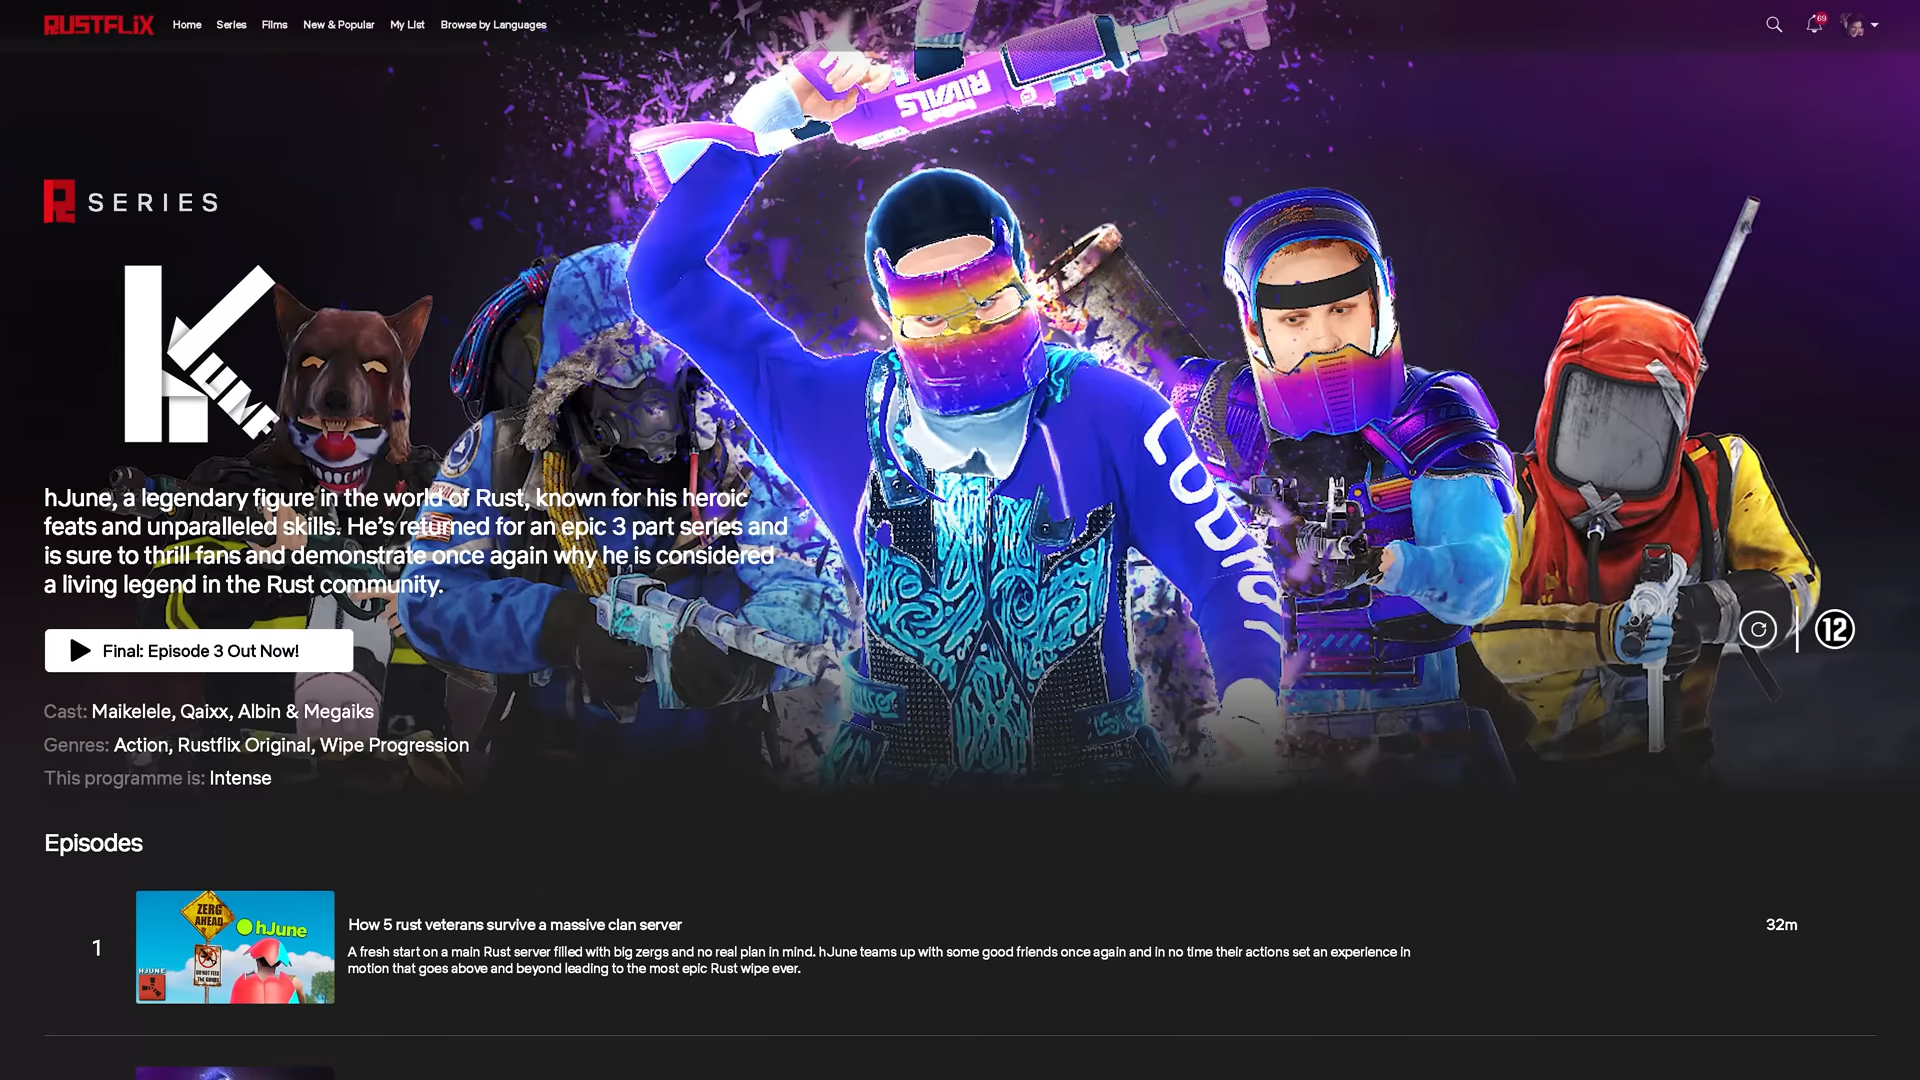 RUSTFLIX
Home Series Films New & Popular My List Browse by Languages
69
RIVALS
R SERIES
hJUNE
hJune, a legendary figure in the world of Rust, known for his heroic
feats and unparalleled skills. He's returned for an epic 3 part series and
is sure to thrill fans and demonstrate once again why he is considered
a living legend in the Rust community.
Final: Episode 3 Out Now!
12
Cast: Maikelele, Qaixx, Albin & Megaiks
Genres: Action, Rustflix Original, Wipe Progression
This programme is: Intense
Episodes
1
ZERG
AHEAD
hJune
DO NOT FEED
HJUNE
How 5 rust veterans survive a massive clan server
32m
A fresh start on a main Rust server filled with big zergs and no real plan in mind. hJune teams up with some good friends once again and in no time their actions set an experience in
motion that goes above and beyond leading to the most epic Rust wipe ever.